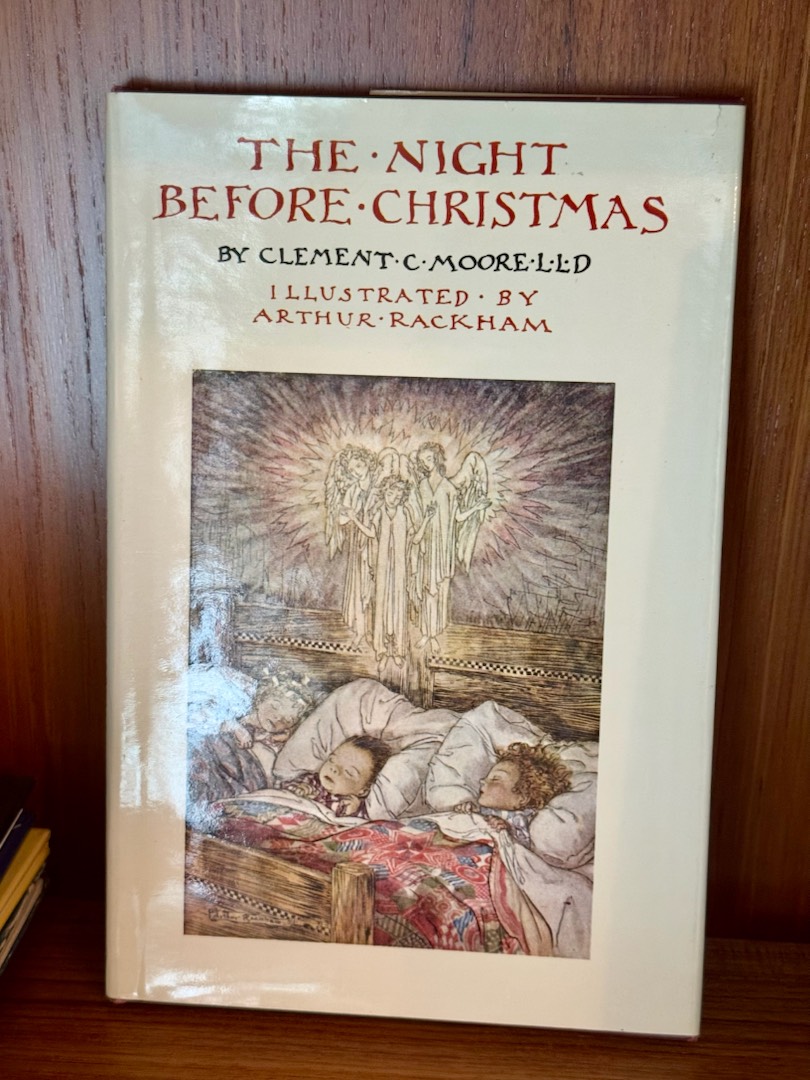 THE·NIGHT
BEFORE·CHRISTMAS
BY CLEMENT·C·MOORE·L·L·D
ILLUSTRATED·BY
ARTHUR·RACKHAM